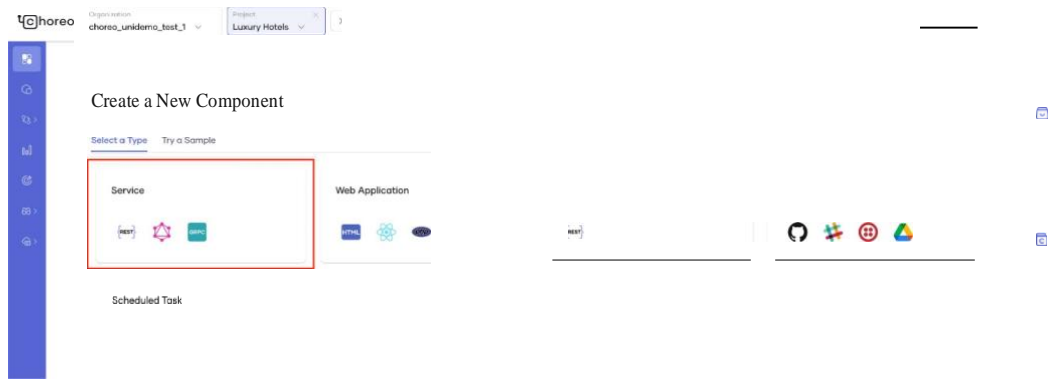 Choreo
Organization
choreo_unidemo_test_1
Project
Luxury Hotels
Create a New Component
Select a Type
Try a Sample
Service
Web Application
{REST}
GRPC
HTML
php
{REST}
Scheduled Task